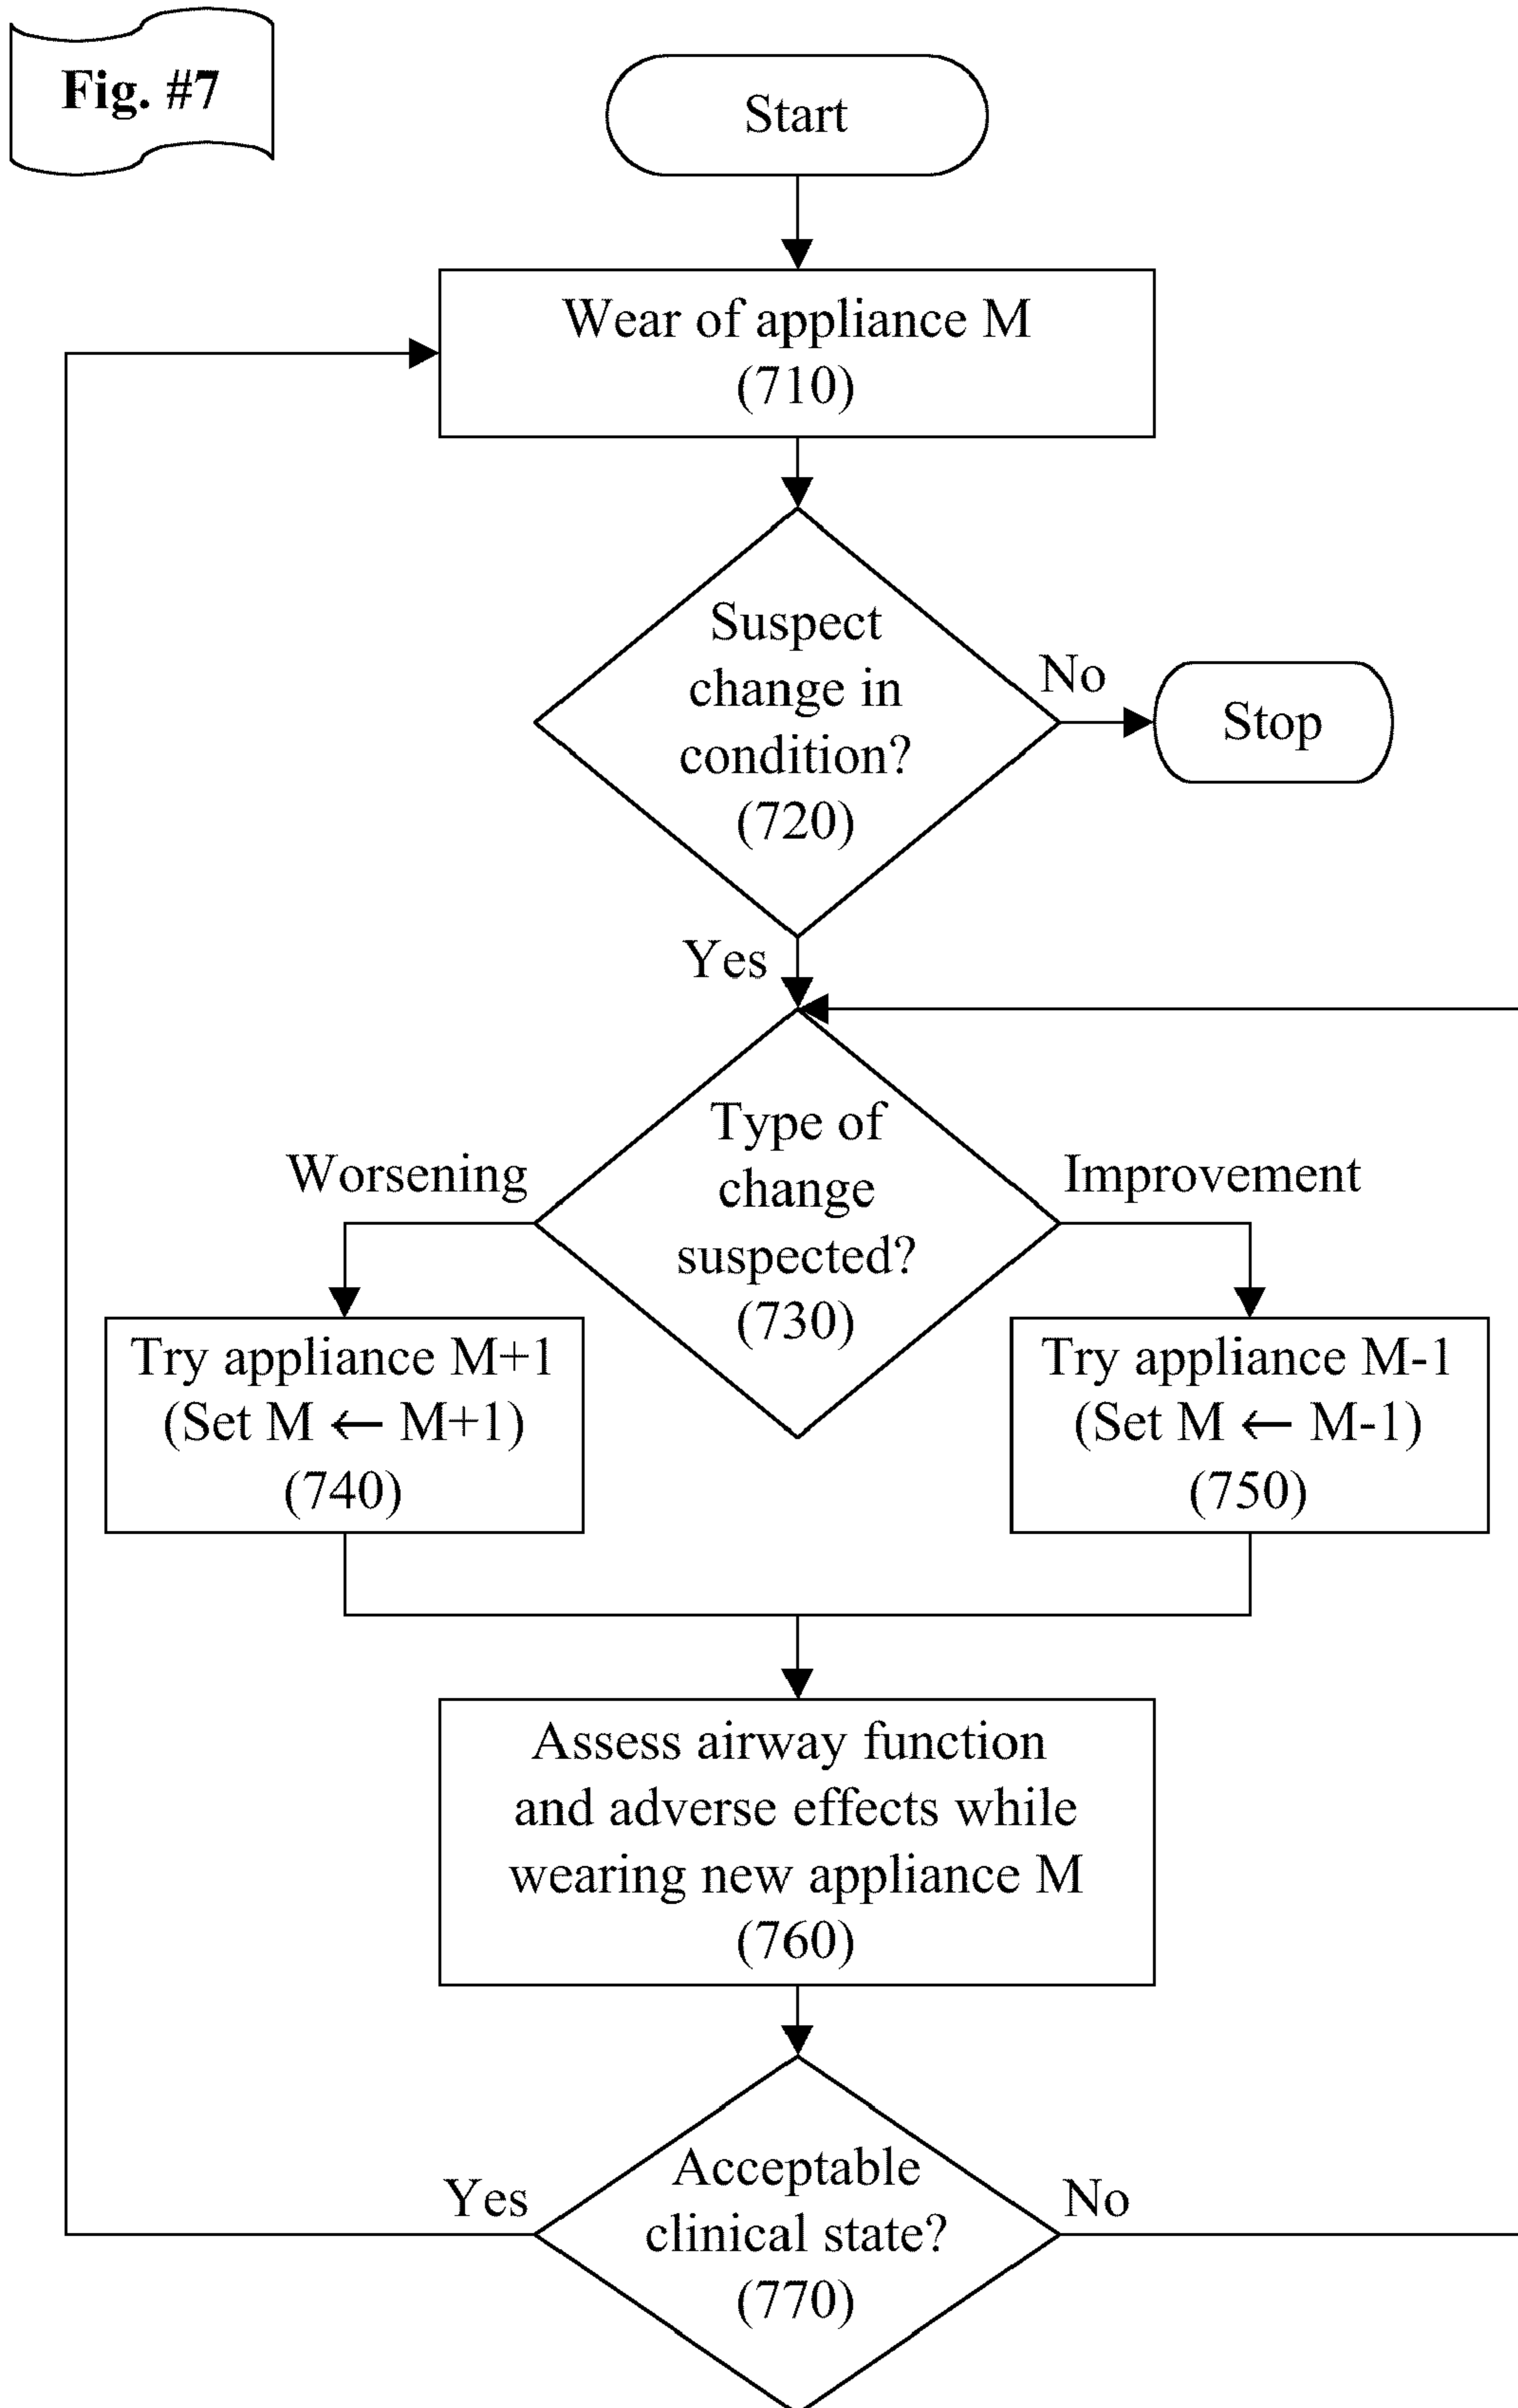 Fig. #7
Start
Wear of appliance M
(710)
Suspect
change in
condition?
(720)
No
Stop
Yes
Type of
change
suspected?
(730)
Worsening
Improvement
Try appliance M+1
(Set M ← M+1)
(740)
Try appliance M-1
(Set M ← M-1)
(750)
Assess airway function
and adverse effects while
wearing new appliance M
(760)
Acceptable
clinical state?
(770)
Yes
No